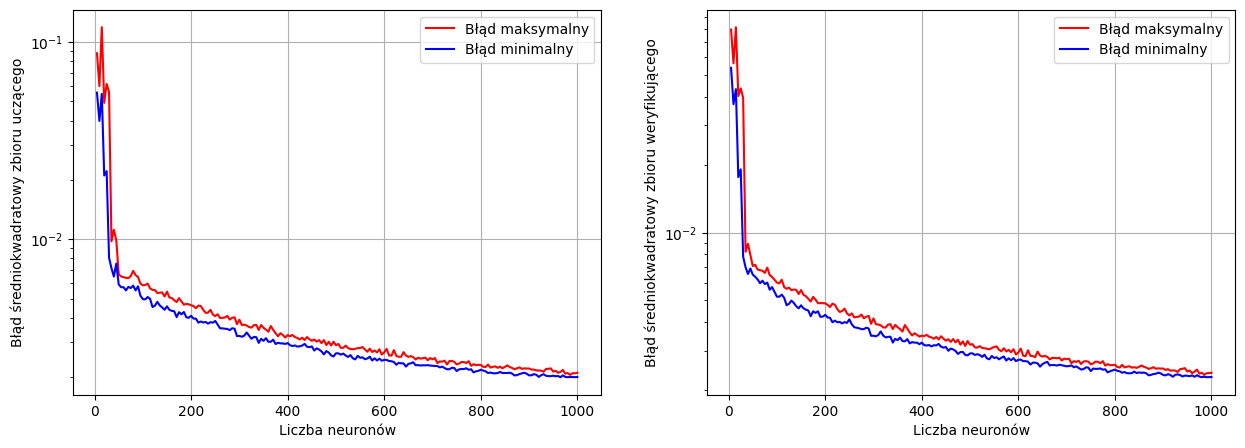 Błąd średniokwadratowy zbioru uczącego
10⁻¹
10⁻²
Błąd maksymalny
Błąd minimalny
0 200 400 600 800 1000
Liczba neuronów
Błąd średniokwadratowy zbioru weryfikującego
10⁻²
Błąd maksymalny
Błąd minimalny
0 200 400 600 800 1000
Liczba neuronów